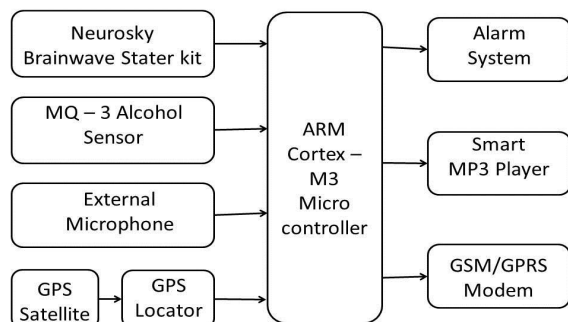 Neurosky
Brainwave Stater kit
MQ – 3 Alcohol
Sensor
External
Microphone
GPS
Satellite
GPS
Locator
ARM
Cortex –
M3
Micro
controller
Alarm
System
Smart
MP3 Player
GSM/GPRS
Modem